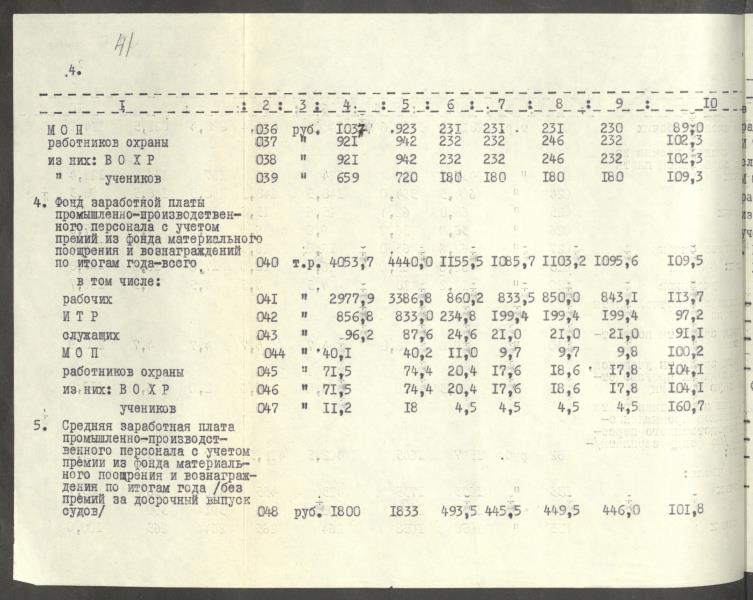 41
4.
I : 2 : 3 : 4. : 5. : 6 : 7 : 8 : 9 : IO
М О П 036 руб. I037 923 23I 23I 23I 230 89,0
работников охраны 037 " 92I 942 232 232 246 232 I02,3
из них: В О Х Р 038 " 92I 942 232 232 246 232 I02,3
" учеников 039 " 659 720 I80 I80 I80 I80 I09,3
4. Фонд заработной платы
промышленно-производствен-
ного персонала с учетом
премий из фонда материального
поощрения и вознаграждений
по итогам года-всего 040 т.р. 4053,7 4440,0 II55,5 I085,7 II03,2 I095,6 I09,5
в том числе:
рабочих 04I " 2977,9 3386,8 860,2 833,5 850,0 843,I II3,7
И Т Р 042 " 856,8 833,0 234,8 I99,4 I99,4 I99,4 97,2
служащих 043 " 96,2 87,6 24,6 2I,0 2I,0 2I,0 9I,I
М О П 044 " 40,I 40,2 II,0 9,7 9,7 9,8 I00,2
работников охраны 045 " 7I,5 74,4 20,4 I7,6 I8,6 I7,8 I04,I
из них: В О Х Р 046 " 7I,5 74,4 20,4 I7,6 I8,6 I7,8 I04,I
учеников 047 " II,2 I8 4,5 4,5 4,5 4,5 I60,7
5. Средняя заработная плата
промышленно-производст-
венного персонала с учетом
премии из фонда материаль-
ного поощрения и вознаграж-
дения по итогам года /без
премий за досрочный выпуск
судов/ 048 руб. I800 I833 493,5 445,5 449,5 446,0 I0I,8